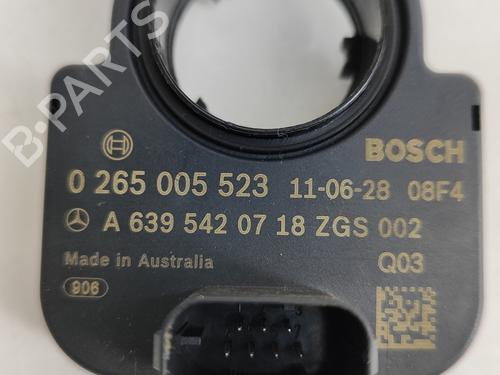 B-PARTS
BOSCH
0 265 005 523 11-06-28 08F4
A 639 542 07 18 ZGS 002
Made in Australia Q03
906